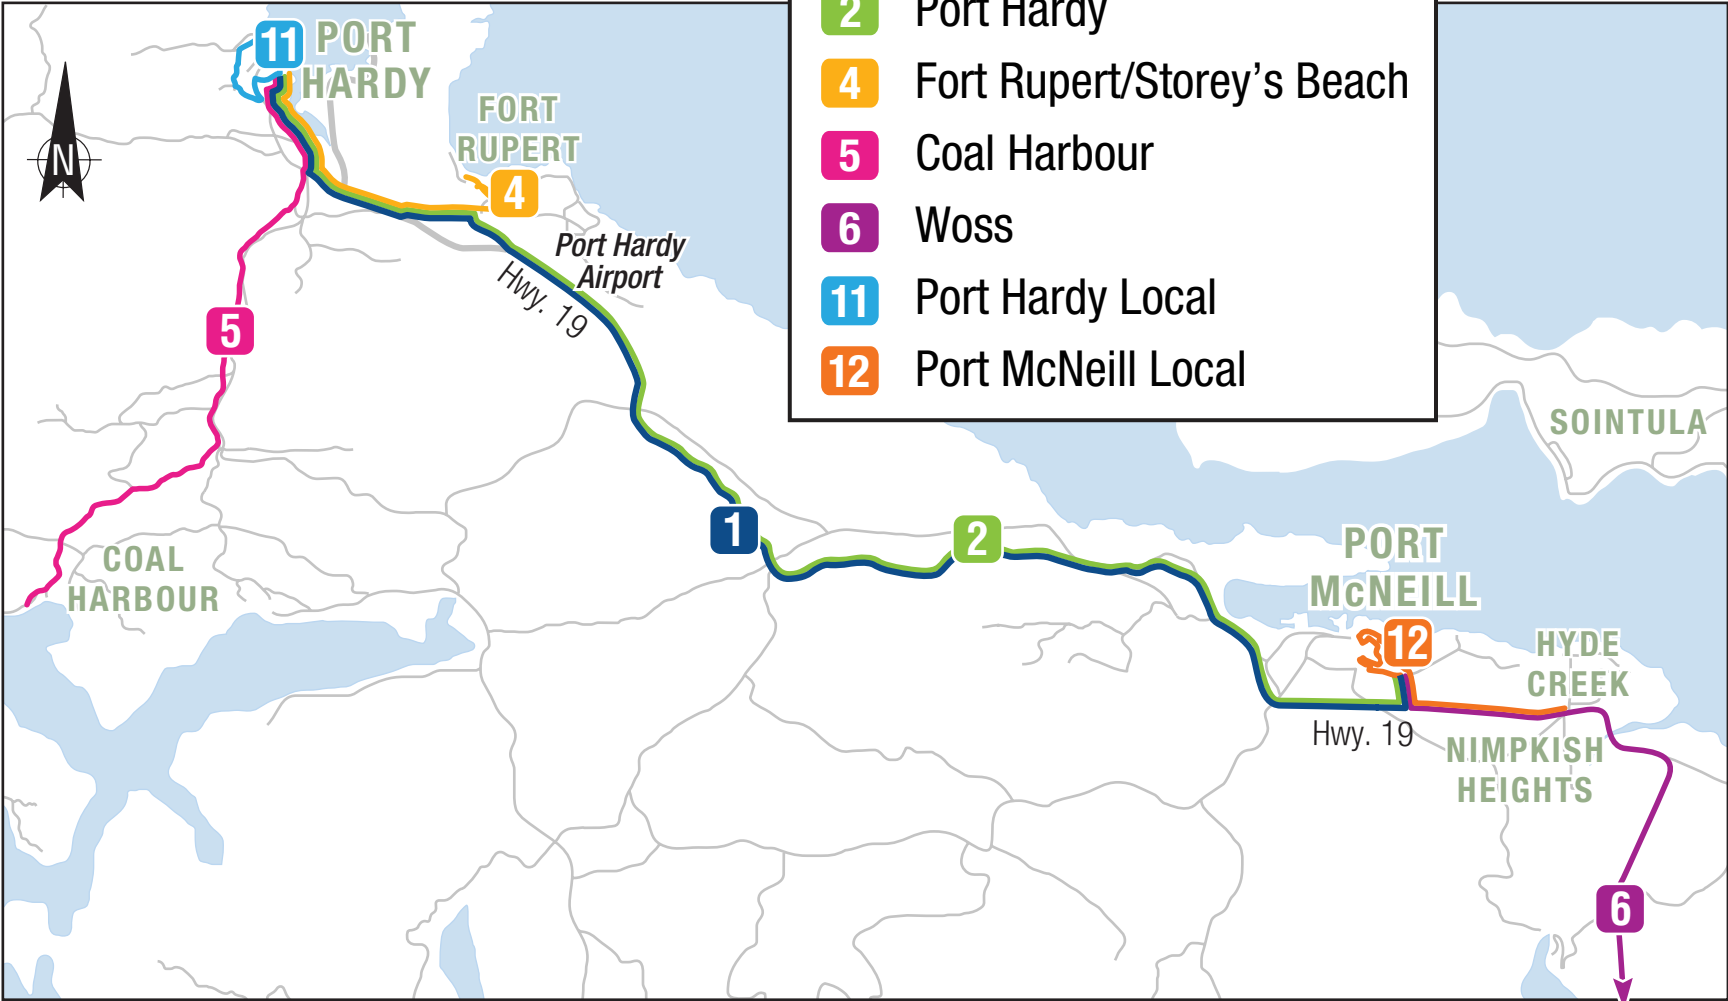 2 Port Hardy
4 Fort Rupert/Storey's Beach
5 Coal Harbour
6 Woss
11 Port Hardy Local
12 Port McNeill Local
11
PORT
HARDY
N
FORT
RUPERT
4
Port Hardy
Airport
Hwy. 19
5
COAL
HARBOUR
1
2
SOINTULA
PORT
McNEILL
12
HYDE
CREEK
Hwy. 19
NIMPKISH
HEIGHTS
6